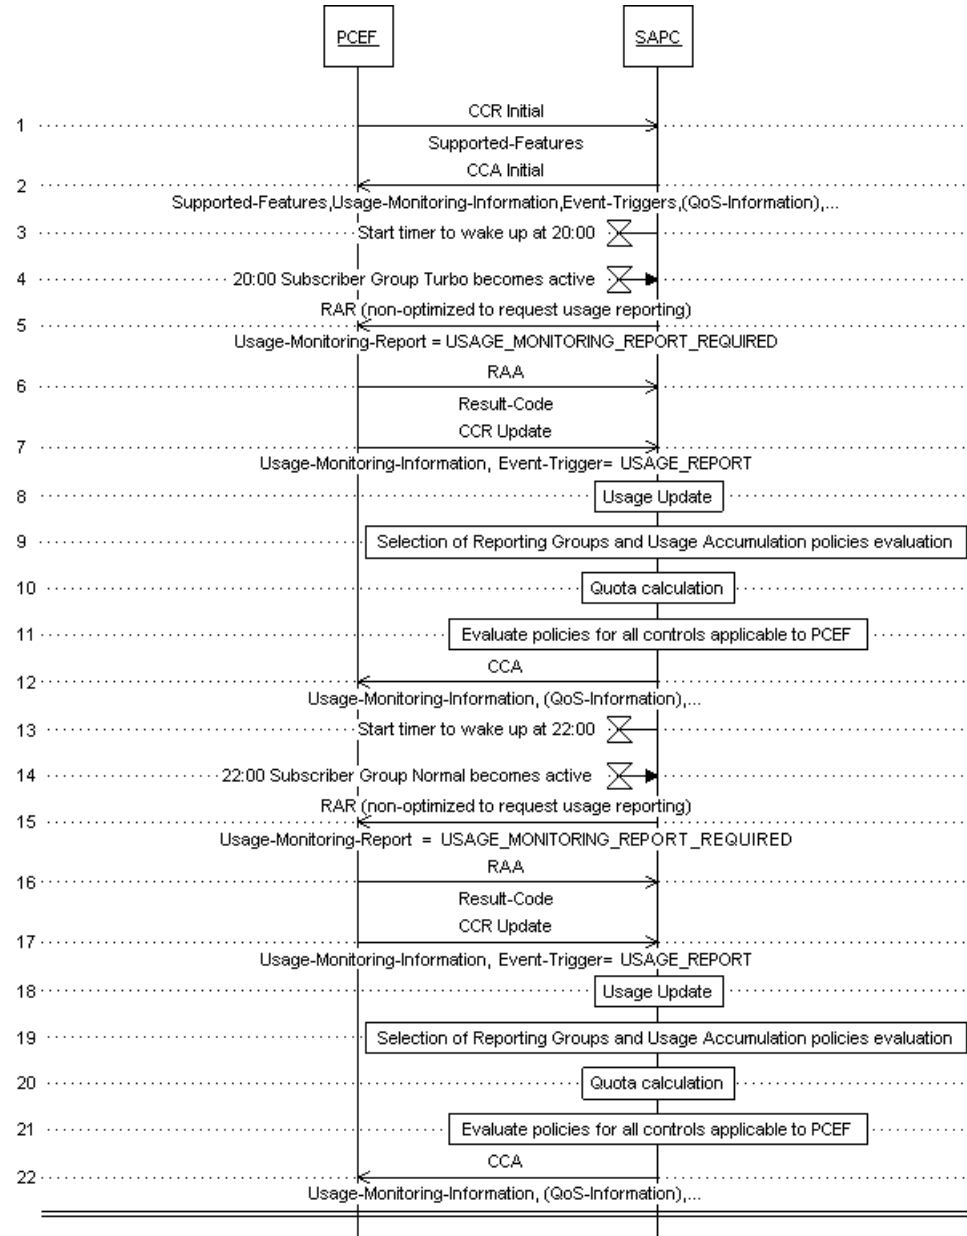 PCEF SAPC
CCR Initial
1
Supported-Features
CCA Initial
2
Supported-Features,Usage-Monitoring-Information,Event-Triggers,(QoS-Information),...
3 Start timer to wake up at 20:00
4 20:00 Subscriber Group Turbo becomes active
RAR (non-optimized to request usage reporting)
5
Usage-Monitoring-Report = USAGE_MONITORING_REPORT_REQUIRED
RAA
6
Result-Code
CCR Update
7
Usage-Monitoring-Information, Event-Trigger= USAGE_REPORT
8 Usage Update
9 Selection of Reporting Groups and Usage Accumulation policies evaluation
10 Quota calculation
11 Evaluate policies for all controls applicable to PCEF
CCA
12
Usage-Monitoring-Information, (QoS-Information),...
13 Start timer to wake up at 22:00
14 22:00 Subscriber Group Normal becomes active
RAR (non-optimized to request usage reporting)
15
Usage-Monitoring-Report = USAGE_MONITORING_REPORT_REQUIRED
RAA
16
Result-Code
CCR Update
17
Usage-Monitoring-Information, Event-Trigger= USAGE_REPORT
18 Usage Update
19 Selection of Reporting Groups and Usage Accumulation policies evaluation
20 Quota calculation
21 Evaluate policies for all controls applicable to PCEF
CCA
22
Usage-Monitoring-Information, (QoS-Information),...